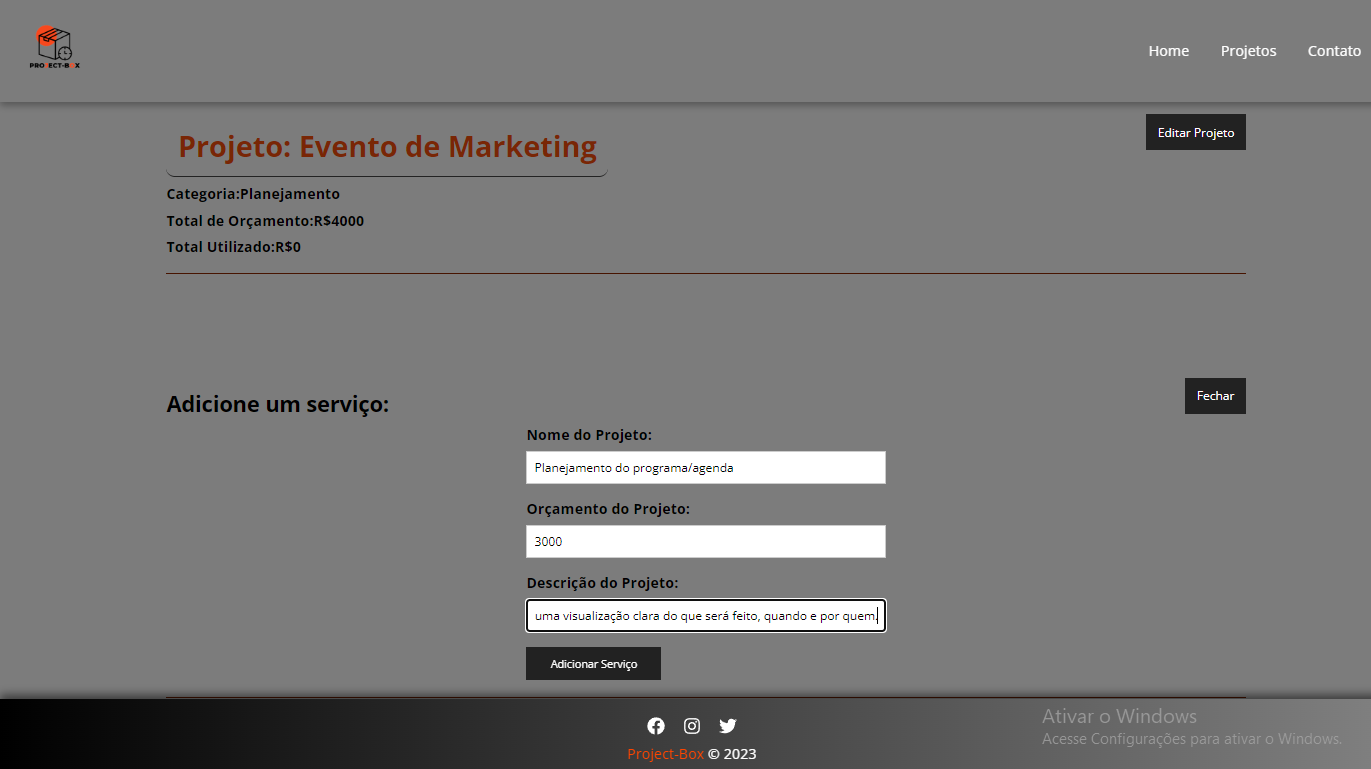 PROJECT-BOX
Home Projetos Contato
Projeto: Evento de Marketing
Editar Projeto
Categoria:Planejamento
Total de Orçamento:R$4000
Total Utilizado:R$0
Adicione um serviço:
Fechar
Nome do Projeto:
Planejamento do programa/agenda
Orçamento do Projeto:
3000
Descrição do Projeto:
uma visualização clara do que será feito, quando e por quem.
Adicionar Serviço
Ativar o Windows
Acesse Configurações para ativar o Windows.
Project-Box © 2023